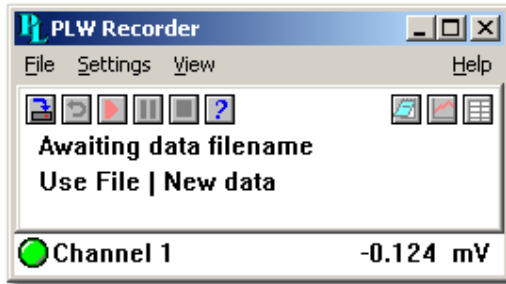 PLW Recorder
File Settings View Help
?
Awaiting data filename
Use File | New data
Channel 1 -0.124 mV